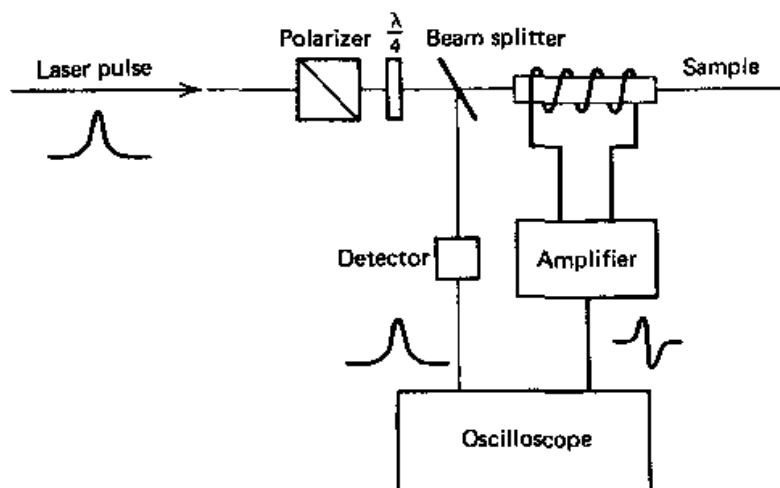 Laser pulse
Polarizer
λ
4
Beam splitter
Sample
Detector
Amplifier
Oscilloscope